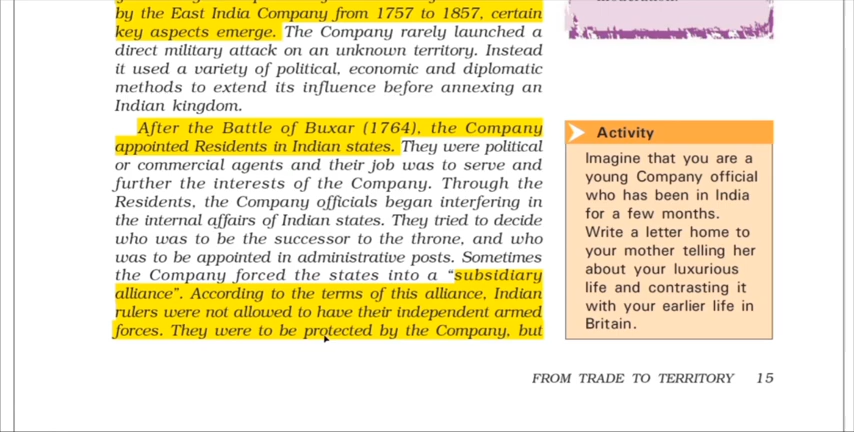 by the East India Company from 1757 to 1857, certain
key aspects emerge. The Company rarely launched a
direct military attack on an unknown territory. Instead
it used a variety of political, economic and diplomatic
methods to extend its influence before annexing an
Indian kingdom.
After the Battle of Buxar (1764), the Company
appointed Residents in Indian states. They were political
or commercial agents and their job was to serve and
further the interests of the Company. Through the
Residents, the Company officials began interfering in
the internal affairs of Indian states. They tried to decide
who was to be the successor to the throne, and who
was to be appointed in administrative posts. Sometimes
the Company forced the states into a “subsidiary
alliance”. According to the terms of this alliance, Indian
rulers were not allowed to have their independent armed
forces. They were to be protected by the Company, but
Activity
Imagine that you are a
young Company official
who has been in India
for a few months.
Write a letter home to
your mother telling her
about your luxurious
life and contrasting it
with your earlier life in
Britain.
FROM TRADE TO TERRITORY 15